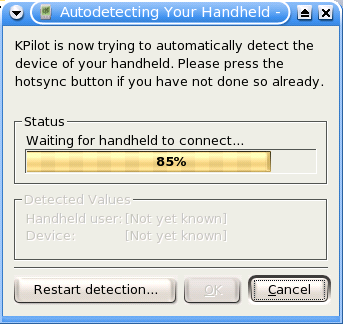 Autodetecting Your Handheld -
KPilot is now trying to automatically detect the
device of your handheld. Please press the
hotsync button if you have not done so already.
Status
Waiting for handheld to connect...
85%
Detected Values
Handheld user: [Not yet known]
Device: [Not yet known]
Restart detection... OK Cancel